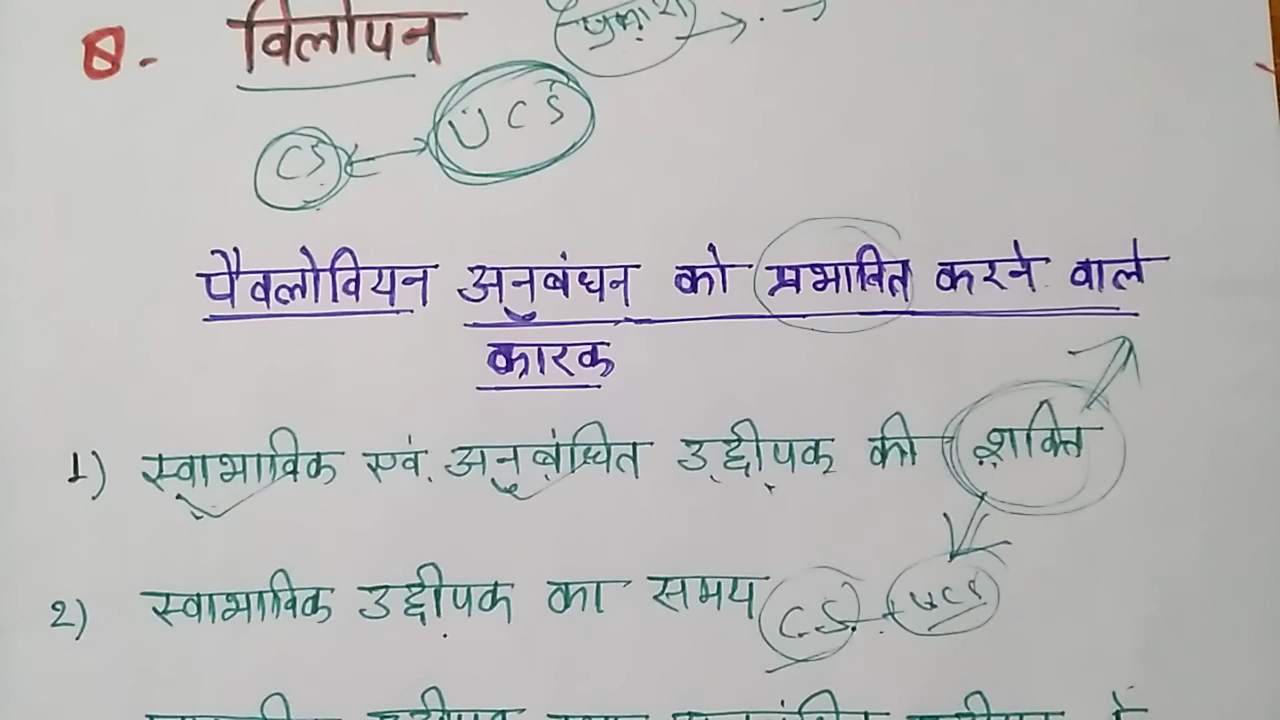 8. विलोपन
CS UCS
पैवलोवियन अनुबंधन को प्रभावित करने वाले
कारक
1) स्वाभाविक एवं अनुबंधित उद्दीपक की शक्ति
2) स्वाभाविक उद्दीपक का समय CS + UCS